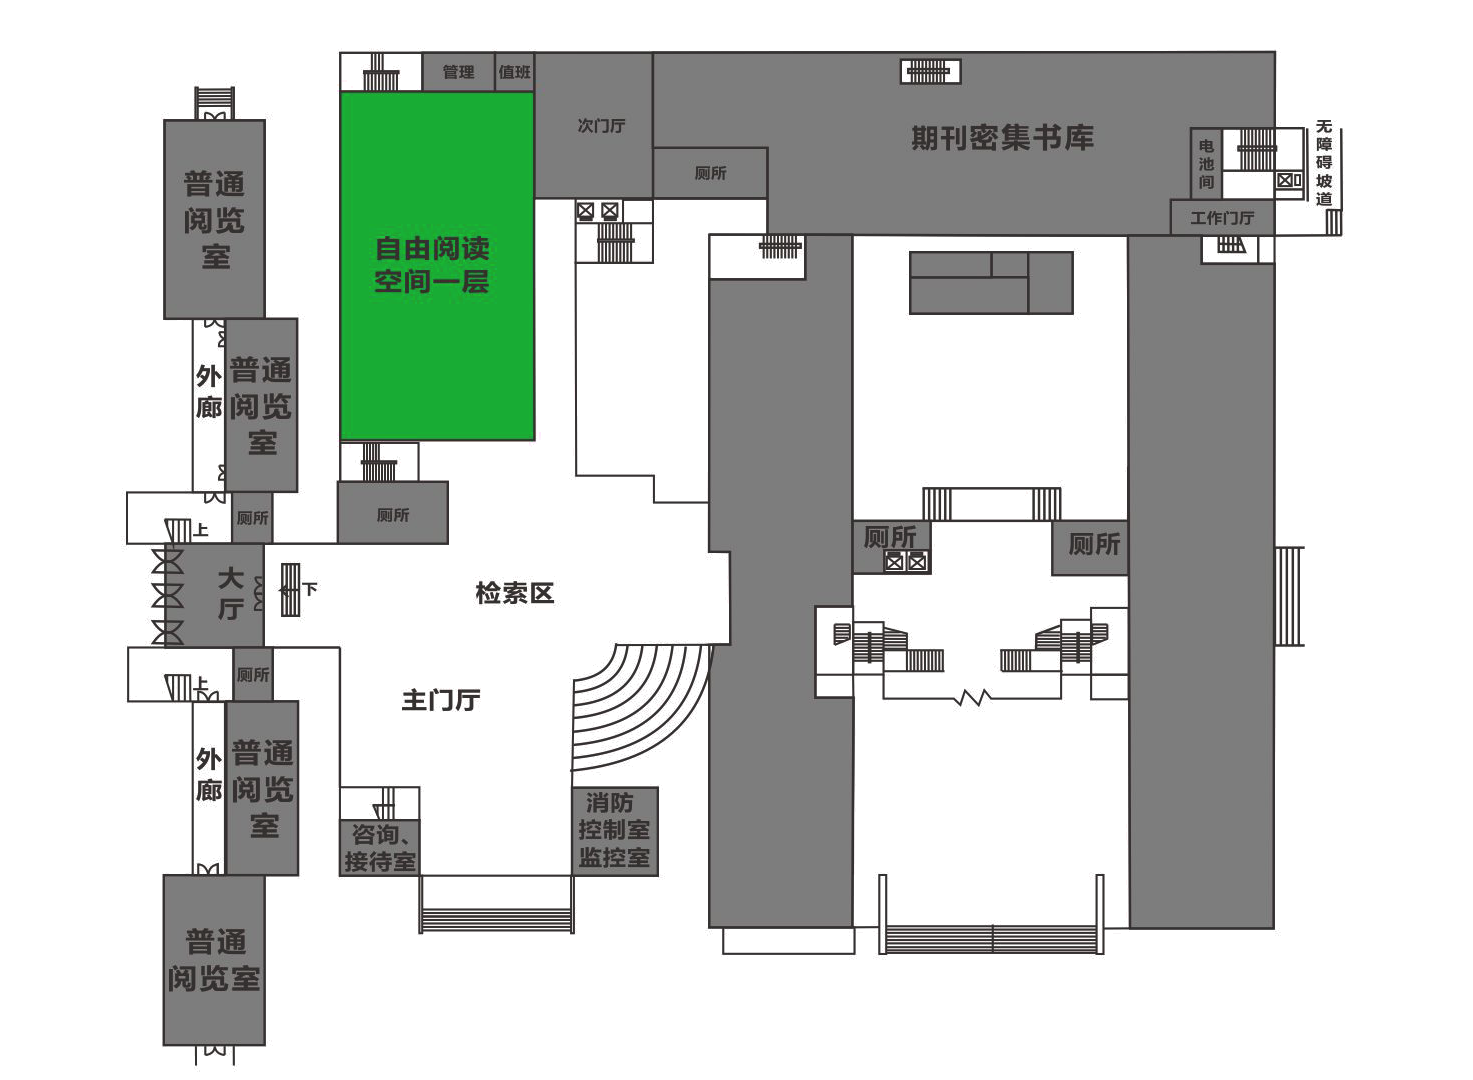 管理
值班
次门厅
厕所
期刊密集书库
电
池
间
无
障
碍
坡
道
工作门厅
普通
阅览
室
自由阅读
空间一层
外
廊
普通
阅览
室
厕所
上
厕所
大
厅
下
检索区
厕所
厕所
厕所
上
主门厅
外
廊
普通
阅览
室
咨询、
接待室
消防
控制室
监控室
普通
阅览室